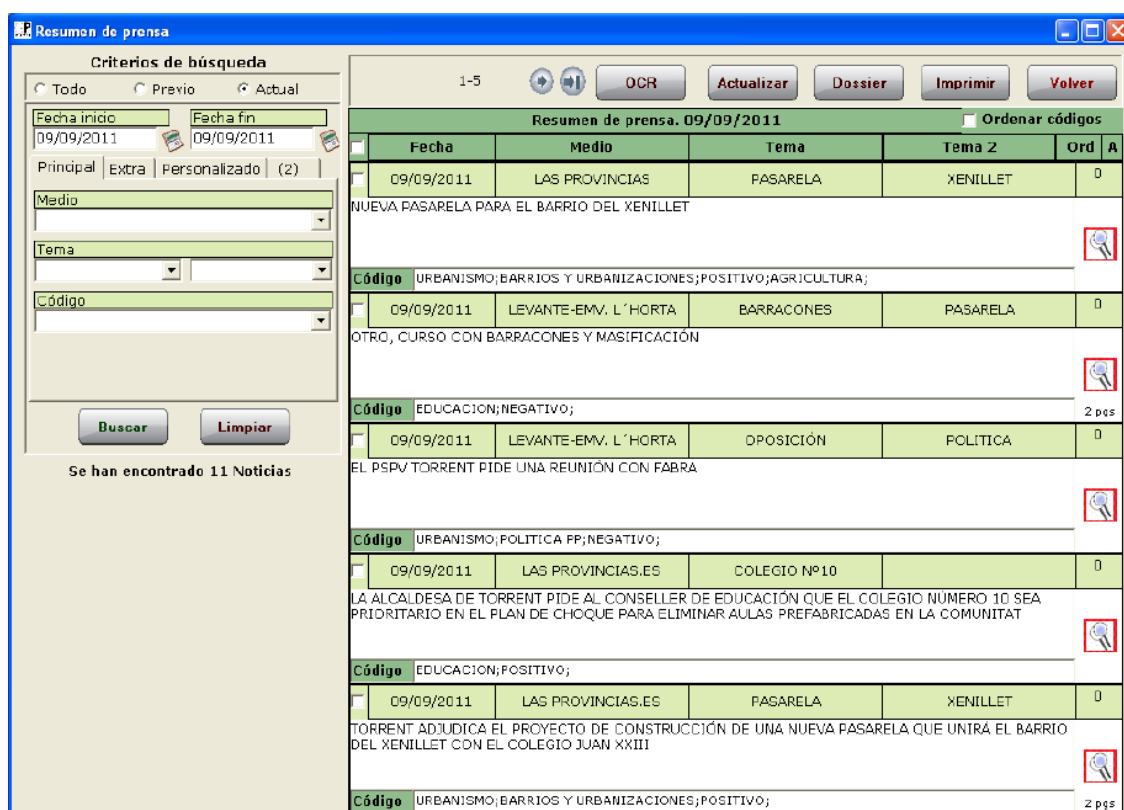 Resumen de prensa
Criterios de búsqueda
Todo Previo Actual
Fecha inicio Fecha fin
09/09/2011 09/09/2011
Principal Extra Personalizado (2)
Medio
Tema
Código
Buscar Limpiar
Se han encontrado 11 Noticias
1-5 OCR Actualizar Dossier Imprimir Volver
Resumen de prensa. 09/09/2011 Ordenar códigos
Fecha Medio Tema Tema 2 Ord A
09/09/2011 LAS PROVINCIAS PASARELA XENILLET 0
NUEVA PASARELA PARA EL BARRIO DEL XENILLET
Código URBANISMO;BARRIOS Y URBANIZACIONES;POSITIVO;AGRICULTURA;
09/09/2011 LEVANTE-EMV. L´HORTA BARRACONES PASARELA 0
OTRO, CURSO CON BARRACONES Y MASIFICACIÓN
Código EDUCACION;NEGATIVO; 2 pgs
09/09/2011 LEVANTE-EMV. L´HORTA OPOSICIÓN POLITICA 0
EL PSPV TORRENT PIDE UNA REUNIÓN CON FABRA
Código URBANISMO;POLITICA PP;NEGATIVO;
09/09/2011 LAS PROVINCIAS.ES COLEGIO Nº10 0
LA ALCALDESA DE TORRENT PIDE AL CONSELLER DE EDUCACIÓN QUE EL COLEGIO NÚMERO 10 SEA
PRIORITARIO EN EL PLAN DE CHOQUE PARA ELIMINAR AULAS PREFABRICADAS EN LA COMUNITAT
Código EDUCACION;POSITIVO;
09/09/2011 LAS PROVINCIAS.ES PASARELA XENILLET 0
TORRENT ADJUDICA EL PROYECTO DE CONSTRUCCIÓN DE UNA NUEVA PASARELA QUE UNIRÁ EL BARRIO
DEL XENILLET CON EL COLEGIO JUAN XXIII
Código URBANISMO;BARRIOS Y URBANIZACIONES;POSITIVO; 2 pgs